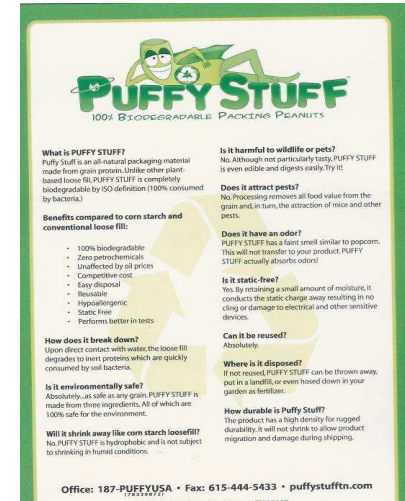 PUFFY STUFF
100% BIODEGRADABLE PACKING PEANUTS
What is PUFFY STUFF?
Puffy Stuff is an all-natural packaging material
made from grain protein. Unlike other plant-
based loose fill, PUFFY STUFF is completely
biodegradable by ISO definition (100% consumed
by bacteria.)
Benefits compared to corn starch and
conventional loose fill:
· 100% biodegradable
· Zero petrochemicals
· Unaffected by oil prices
· Competitive cost
· Easy disposal
· Reusable
· Hypoallergenic
· Static Free
· Performs better in tests
How does it break down?
Upon direct contact with water, the loose fill
degrades to inert proteins which are quickly
consumed by soil bacteria.
Is it environmentally safe?
Absolutely...as safe as any grain, PUFFY STUFF is
made from three ingredients. All of which are
100% safe for the environment.
Will it shrink away like corn starch loosefill?
No. PUFFY STUFF is hydrophobic and is not subject
to shrinking in humid conditions.
Is it harmful to wildlife or pets?
No. Although not particularly tasty, PUFFY STUFF
is even edible and digests easily. Try it!
Does it attract pests?
No. Processing removes all food value from the
grain and, in turn, the attraction of mice and other
pests.
Does it have an odor?
PUFFY STUFF has a faint smell similar to popcorn.
This will not transfer to your product. PUFFY
STUFF actually absorbs odors!
Is it static-free?
Yes. By retaining a small amount of moisture, it
conducts the static charge away resulting in no
cling or damage to electrical and other sensitive
devices.
Can it be reused?
Absolutely.
Where is it disposed?
If not reused, PUFFY STUFF can be thrown away,
put in a landfill, or even hosed down in your
garden as fertilizer.
How durable is Puffy Stuff?
The product has a high density for rugged
durability. It will not shrink to allow product
migration and damage during shipping.
Office: 187-PUFFYUSA • Fax: 615-444-5433 • puffystufftn.com
(78339872)